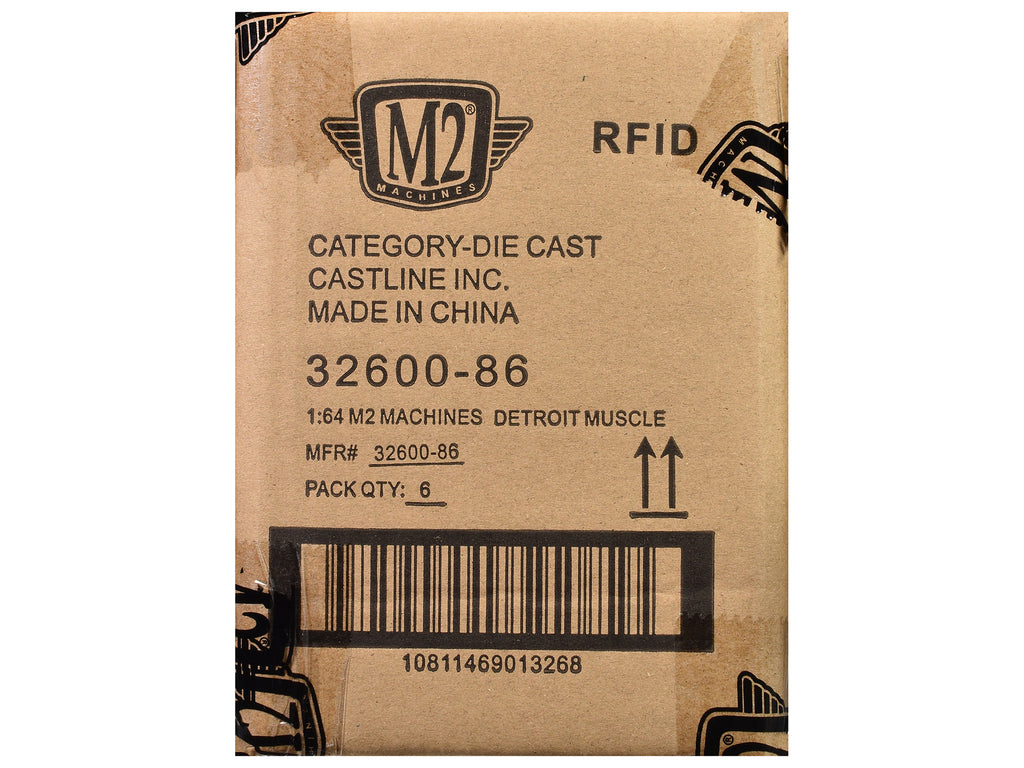 M2®
MACHINES
RFID
CATEGORY-DIE CAST
CASTLINE INC.
MADE IN CHINA
32600-86
1:64 M2 MACHINES DETROIT MUSCLE
MFR# 32600-86
PACK QTY: 6
10811469013268